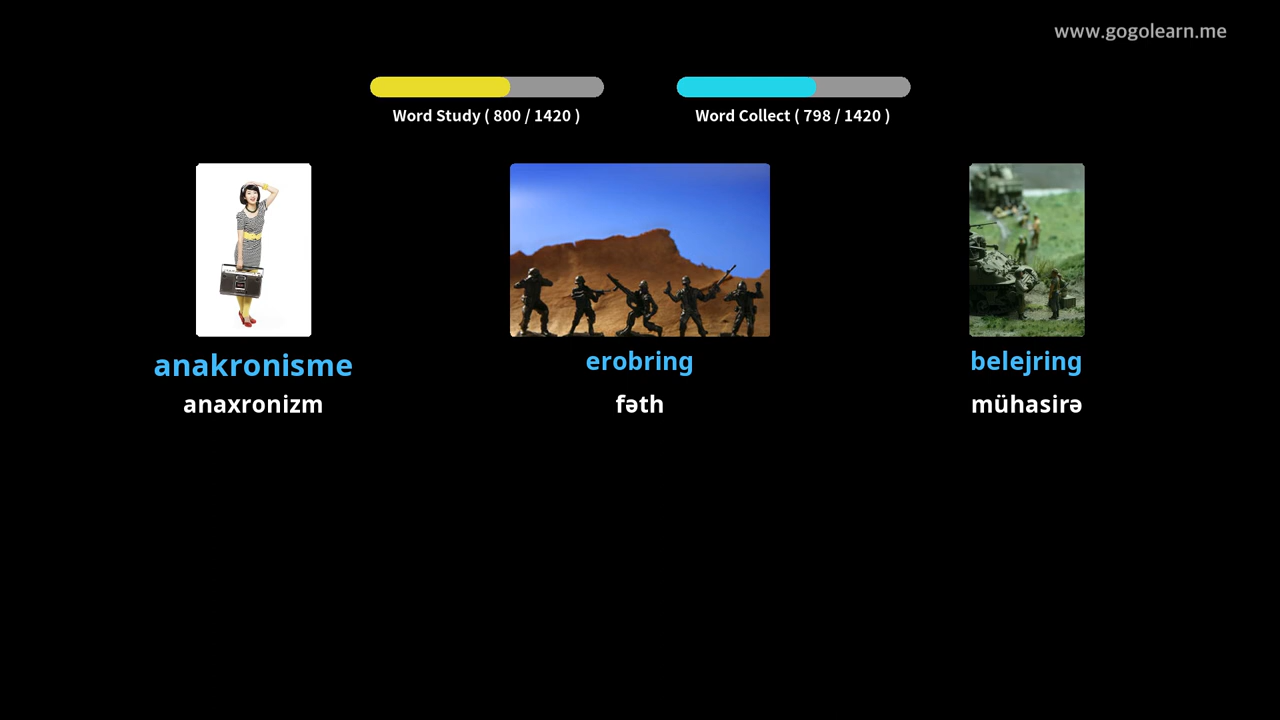 www.gogolearn.me
Word Study ( 800 / 1420 )
Word Collect ( 798 / 1420 )
anakronisme
anaxronizm
erobring
fəth
belejring
mühasirə